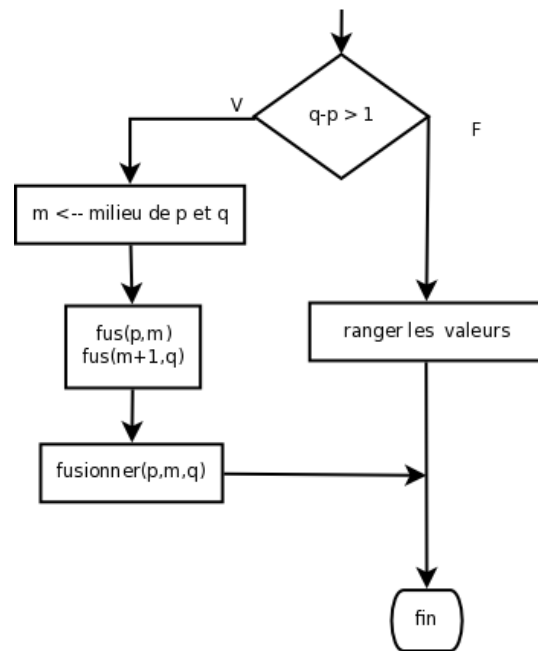 q-p > 1
V
F
m <-- milieu de p et q
fus(p,m)
fus(m+1,q)
ranger les valeurs
fusionner(p,m,q)
fin